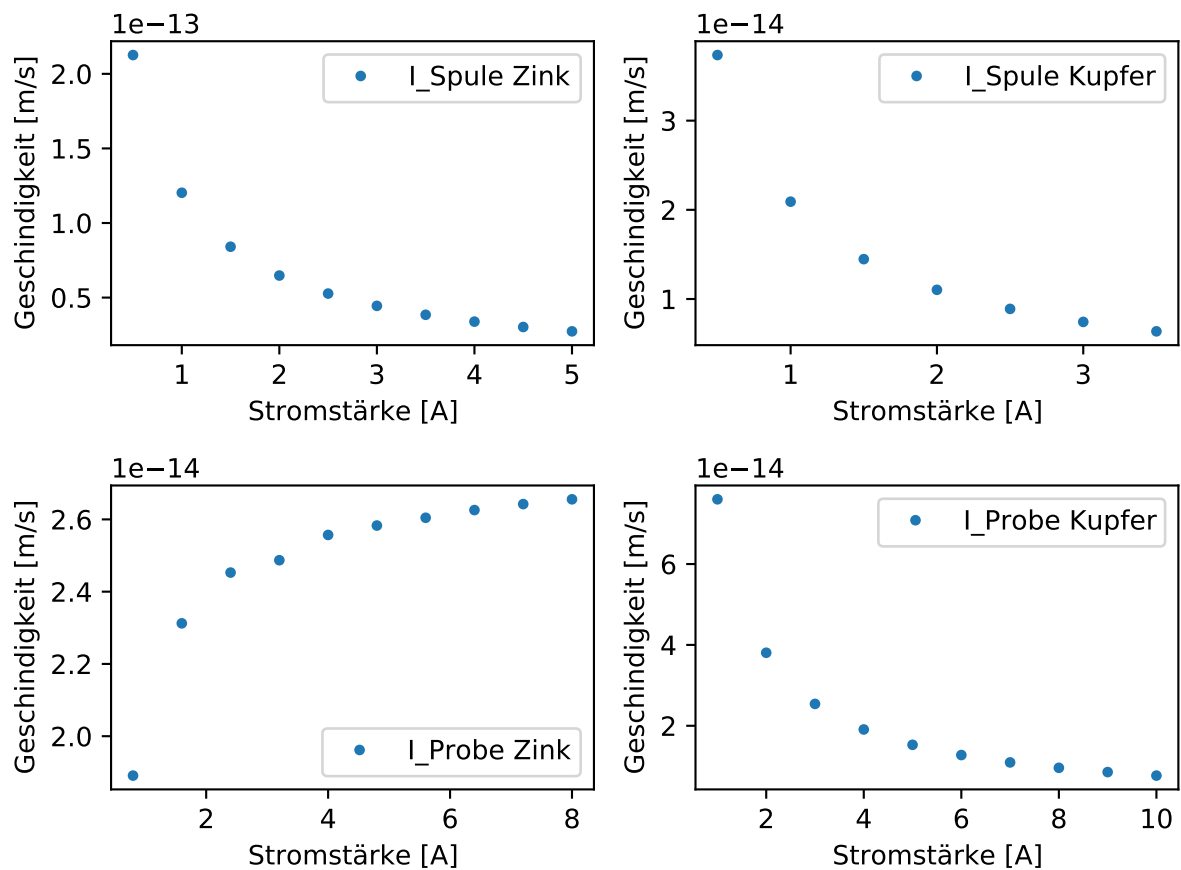 1e−13
Geschindigkeit [m/s]
2.0
1.5
1.0
0.5
I_Spule Zink
1 2 3 4 5
Stromstärke [A]
1e−14
Geschindigkeit [m/s]
3
2
1
I_Spule Kupfer
1 2 3
Stromstärke [A]
1e−14
Geschindigkeit [m/s]
2.6
2.4
2.2
2.0
I_Probe Zink
2 4 6 8
Stromstärke [A]
1e−14
Geschindigkeit [m/s]
6
4
2
I_Probe Kupfer
2 4 6 8 10
Stromstärke [A]